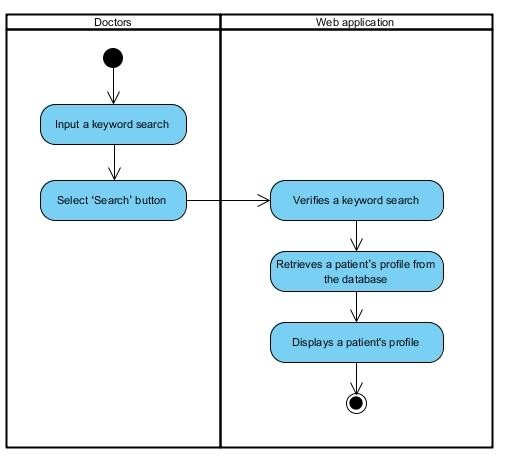 Doctors
Web application
Input a keyword search
Select ‘Search’ button
Verifies a keyword search
Retrieves a patient’s profile from
the database
Displays a patient's profile